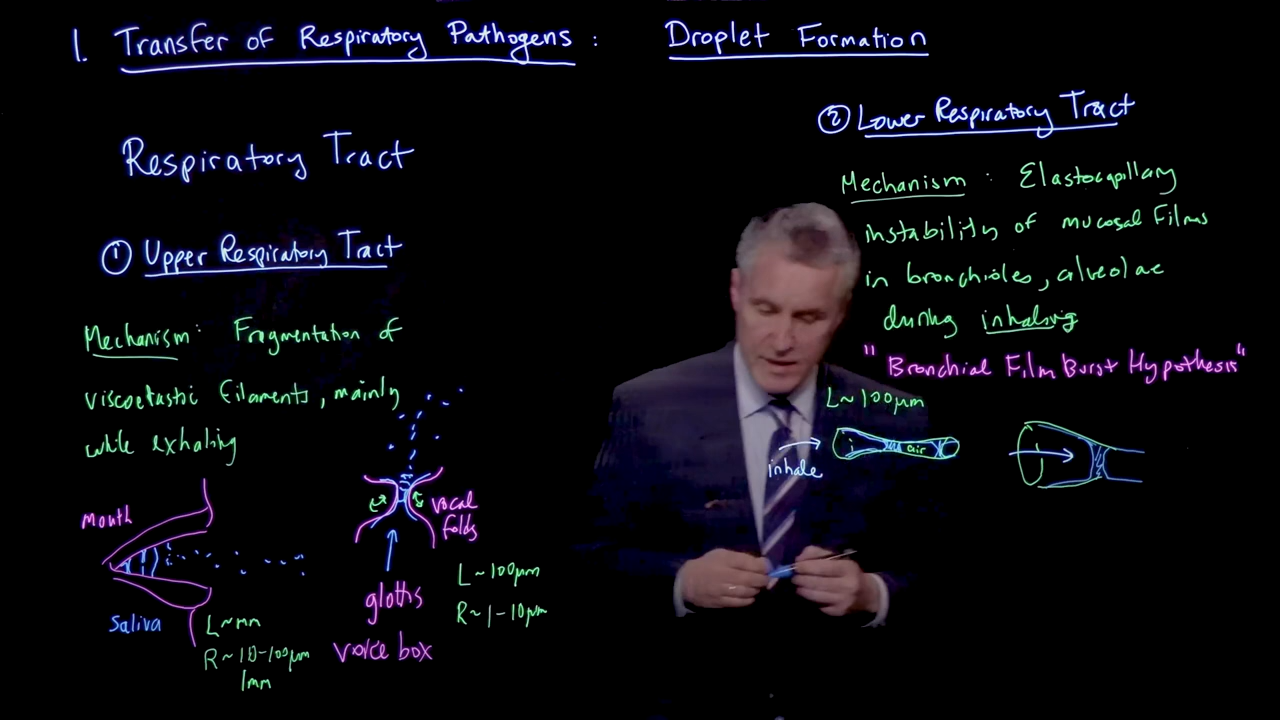 1. Transfer of Respiratory Pathogens : Droplet Formation
Respiratory Tract
① Upper Respiratory Tract
Mechanism: Fragmentation of
viscoelastic filaments, mainly
while exhaling
Mouth
Saliva
L~mm
R~10-100μm
1mm
vocal
folds
gloths
voice box
L~100μm
R~1-10μm
② Lower Respiratory Tract
Mechanism : Elastocapillary
instability of mucosal films
in bronchioles, alveolae
during inhaling
"Bronchial Film Burst Hypothesis"
L~100μm
inhale
air